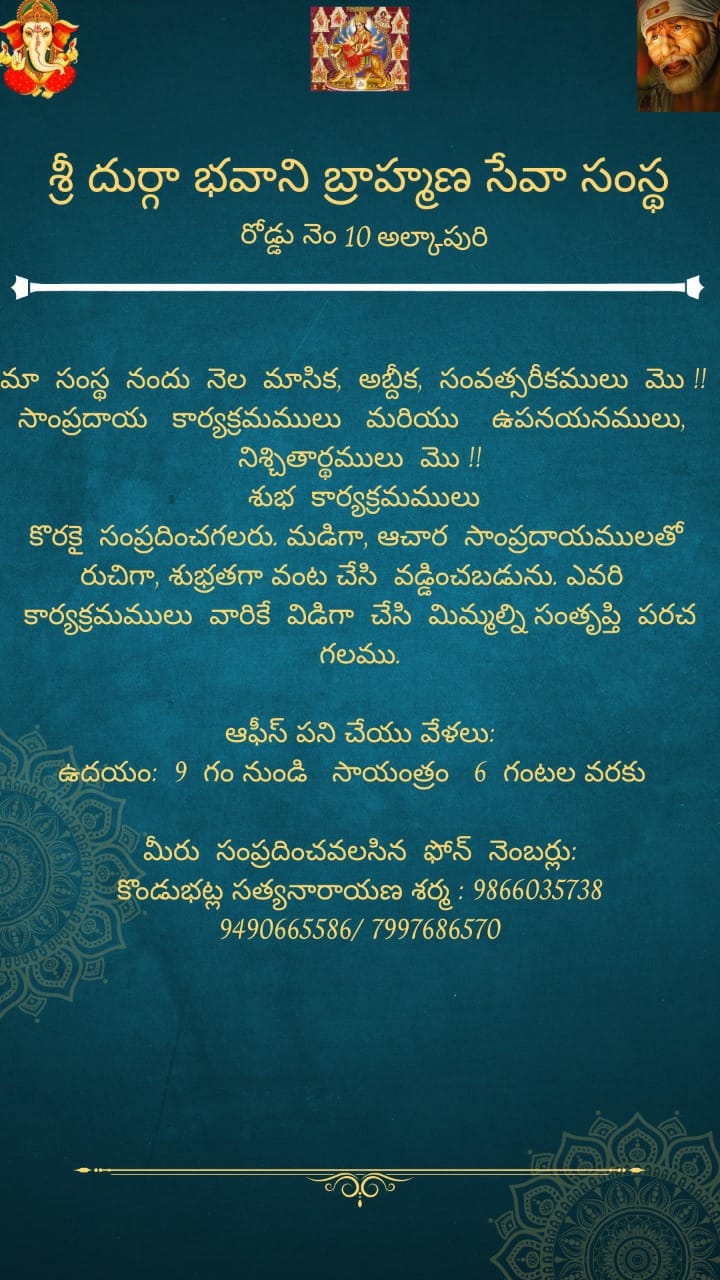 శ్రీ దుర్గా భవాని బ్రాహ్మణ సేవా సంస్థ
రోడ్డు నెం 10 అల్కాపురి
మా సంస్థ నందు నెల మాసిక, అబ్దీక, సంవత్సరీకములు మొ !!
సాంప్రదాయ కార్యక్రమములు మరియు ఉపనయనములు,
నిశ్చితార్థములు మొ !!
శుభ కార్యక్రమములు
కొరకై సంప్రదించగలరు. మడిగా, ఆచార సాంప్రదాయములతో
రుచిగా, శుభ్రతగా వంట చేసి వడ్డించబడును. ఎవరి
కార్యక్రమములు వారికే విడిగా చేసి మిమ్మల్ని సంతృప్తి పరచ
గలము.
ఆఫీస్ పని చేయు వేళలు:
ఉదయం: 9 గం నుండి సాయంత్రం 6 గంటల వరకు
మీరు సంప్రదించవలసిన ఫోన్ నెంబర్లు:
కొండుభట్ల సత్యనారాయణ శర్మ : 9866035738
9490665586/ 7997686570